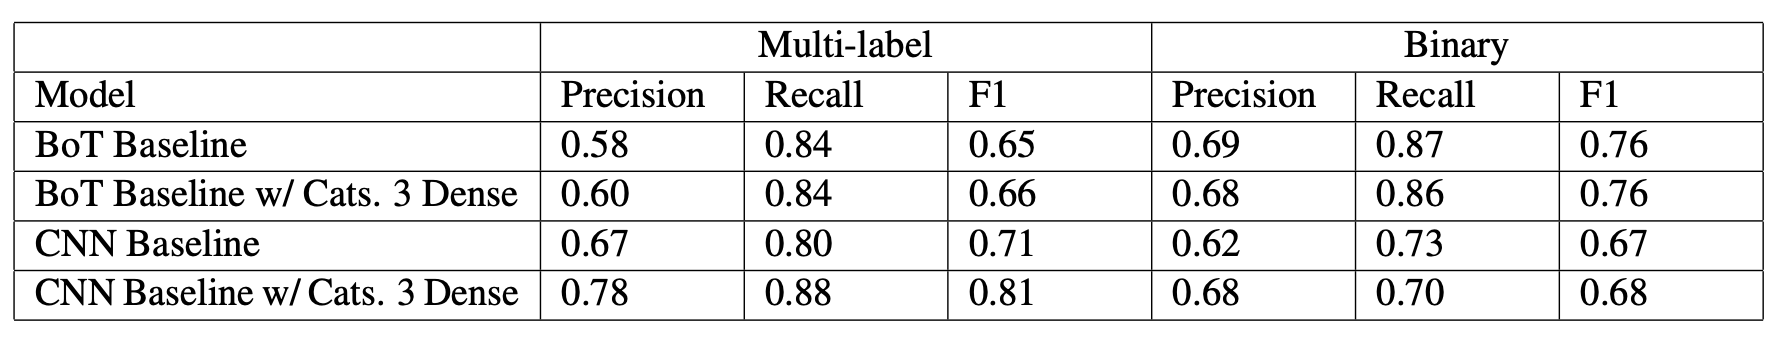 Multi-label Binary
Model Precision Recall F1 Precision Recall F1
BoT Baseline 0.58 0.84 0.65 0.69 0.87 0.76
BoT Baseline w/ Cats. 3 Dense 0.60 0.84 0.66 0.68 0.86 0.76
CNN Baseline 0.67 0.80 0.71 0.62 0.73 0.67
CNN Baseline w/ Cats. 3 Dense 0.78 0.88 0.81 0.68 0.70 0.68